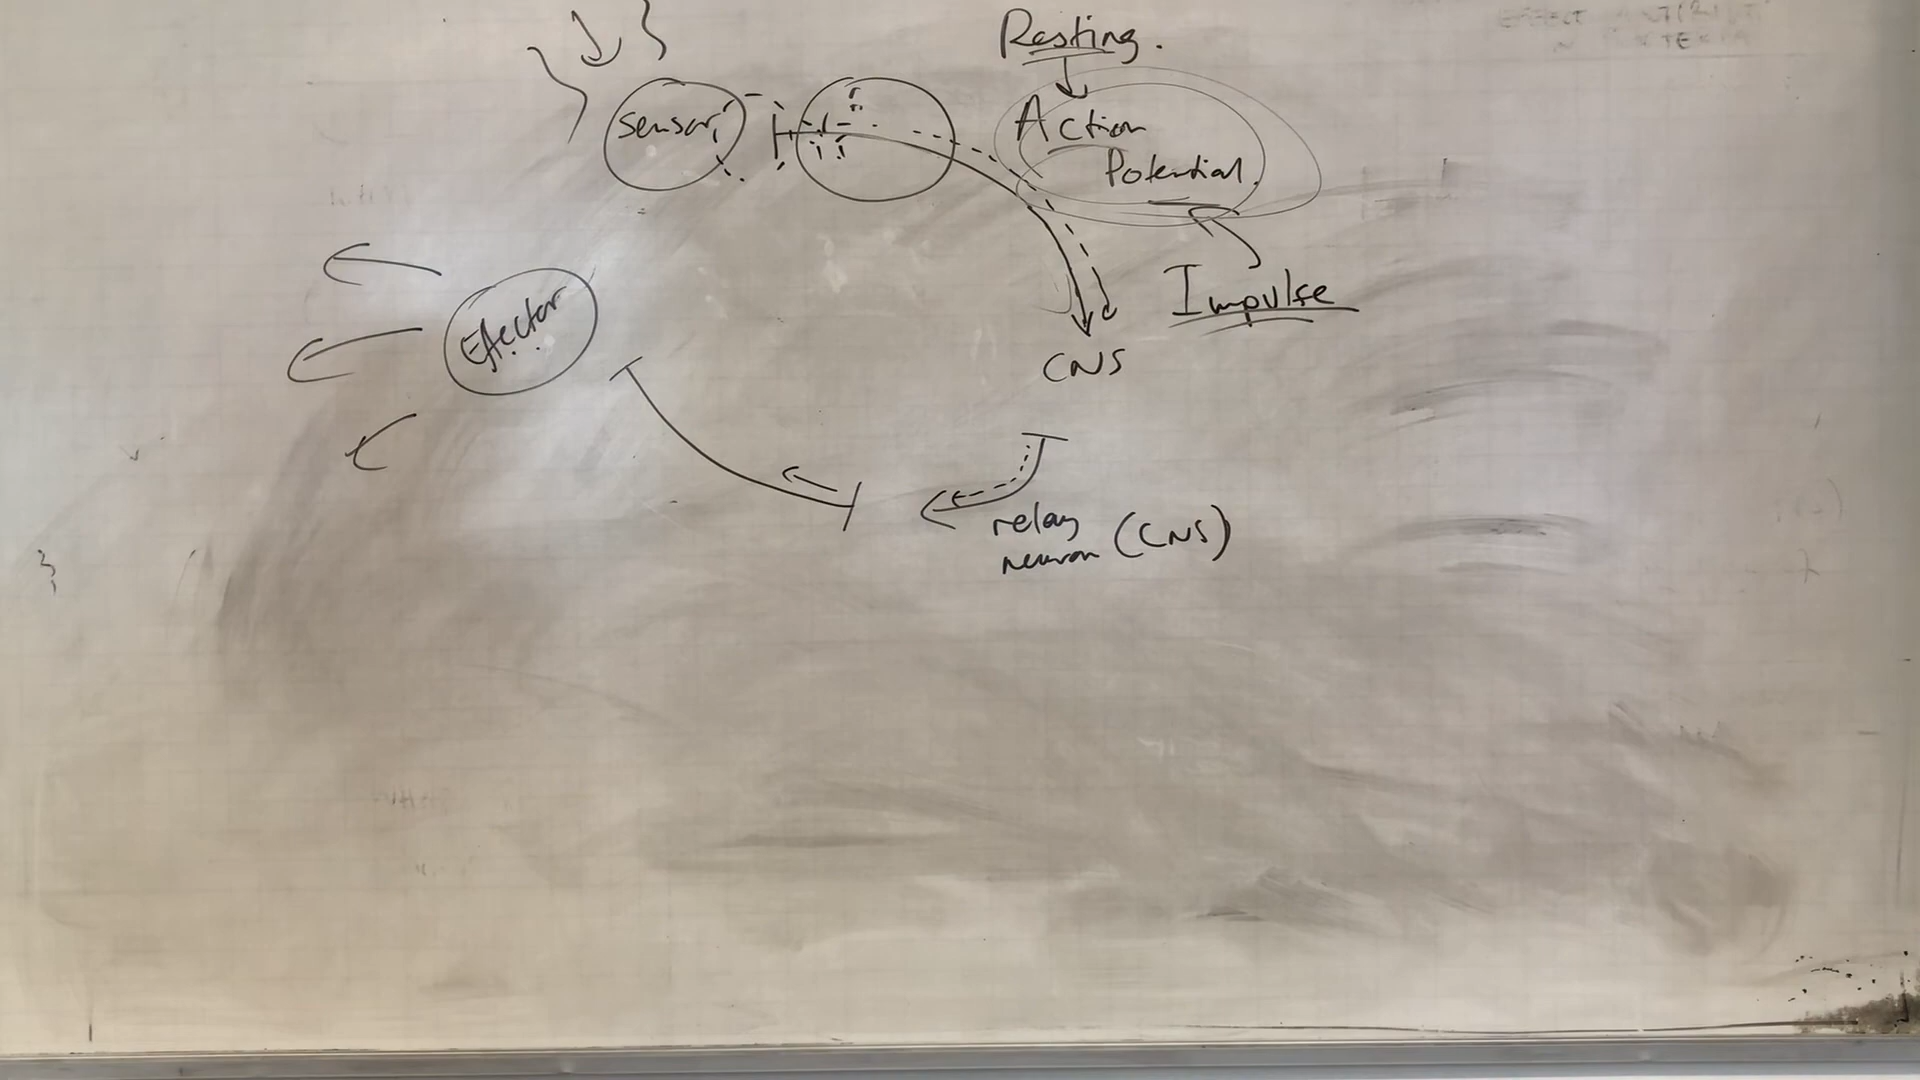 Resting.
Sensor
Action
Potential.
Impulse
Effector
CNS
relay
neuron (CNS)